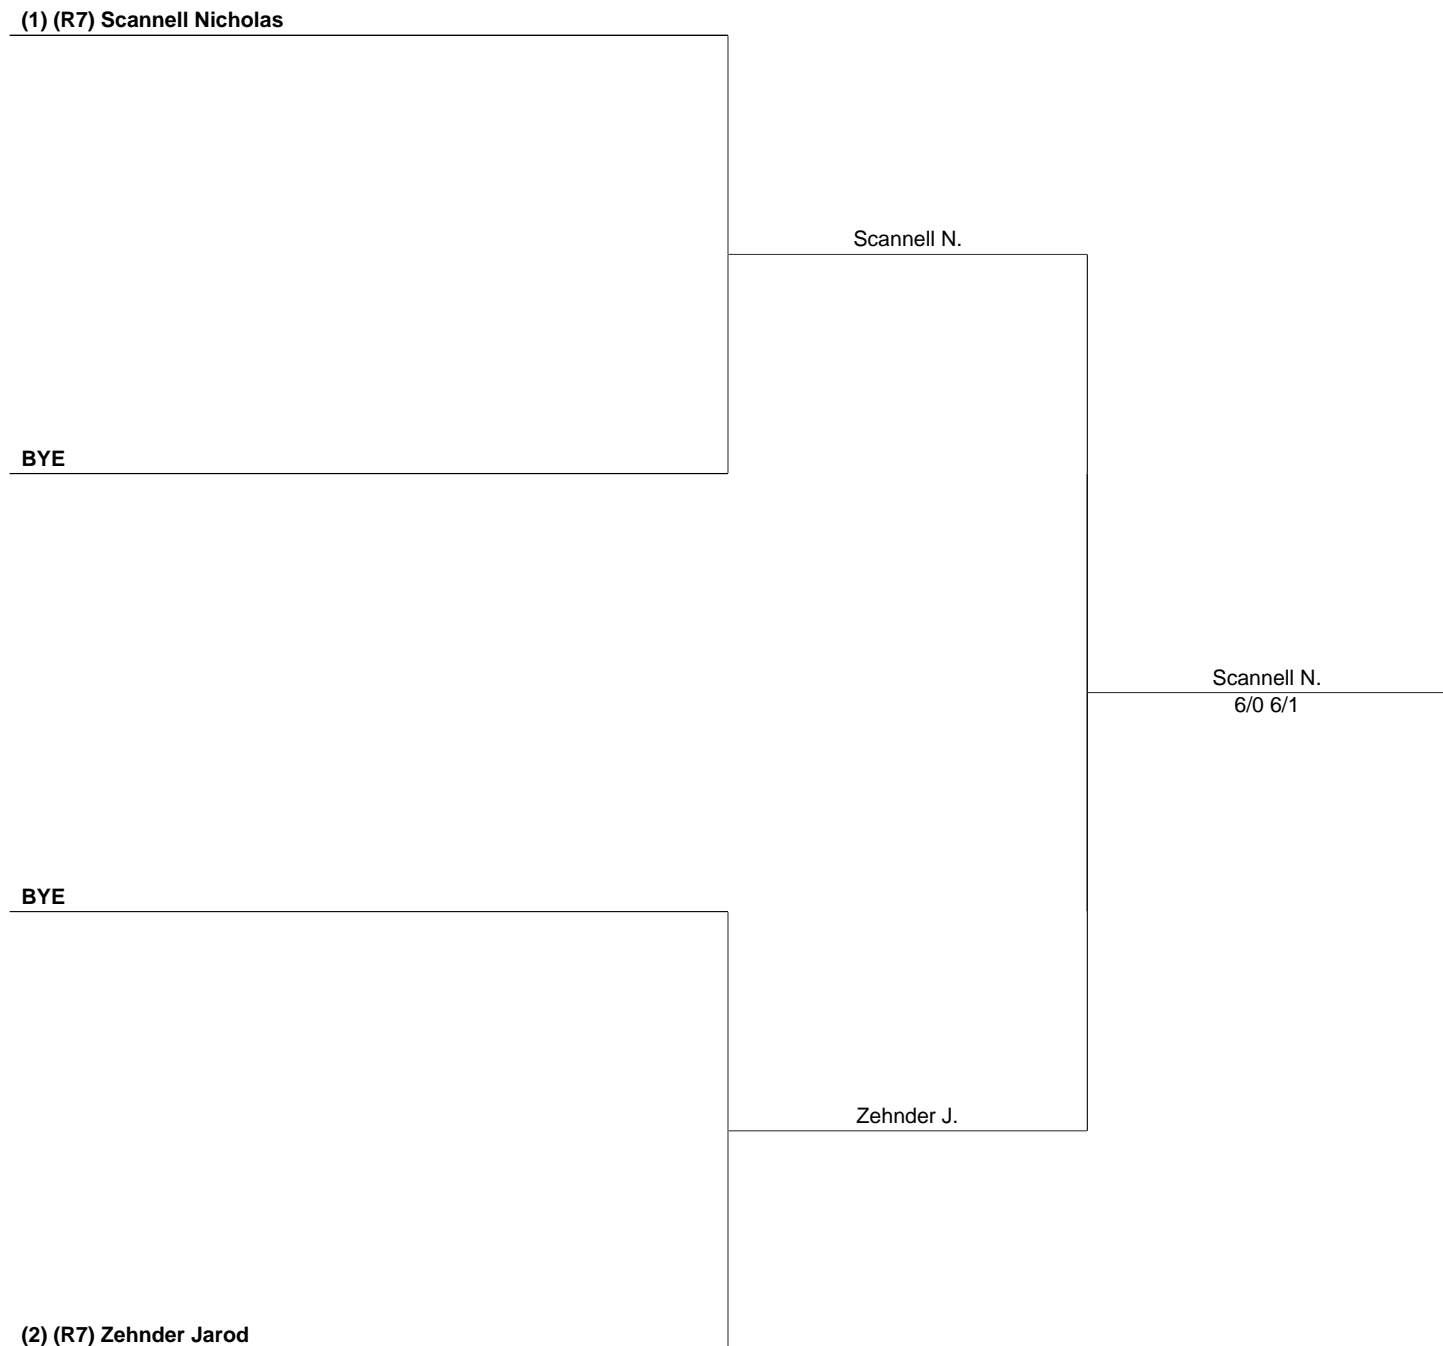 (1) (R7) Scannell Nicholas
Scannell N.
BYE
Scannell N.
6/0 6/1
BYE
Zehnder J.
(2) (R7) Zehnder Jarod